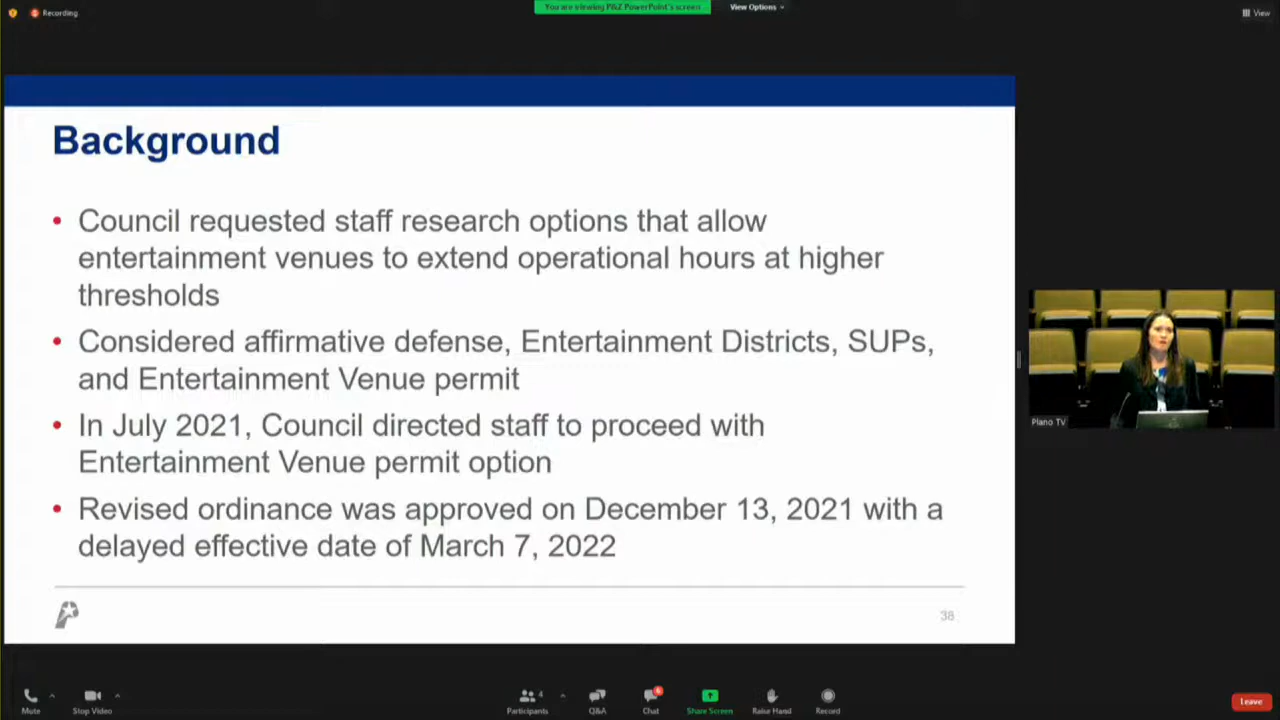 Recording
You are viewing P&Z PowerPoint's screen
View Options
View
Background
• Council requested staff research options that allow
entertainment venues to extend operational hours at higher
thresholds
• Considered affirmative defense, Entertainment Districts, SUPs,
and Entertainment Venue permit
• In July 2021, Council directed staff to proceed with
Entertainment Venue permit option
• Revised ordinance was approved on December 13, 2021 with a
delayed effective date of March 7, 2022
38
Plano TV
Mute
Stop Video
4
Participants
Q&A
6
Chat
Share Screen
Raise Hand
Record
Leave